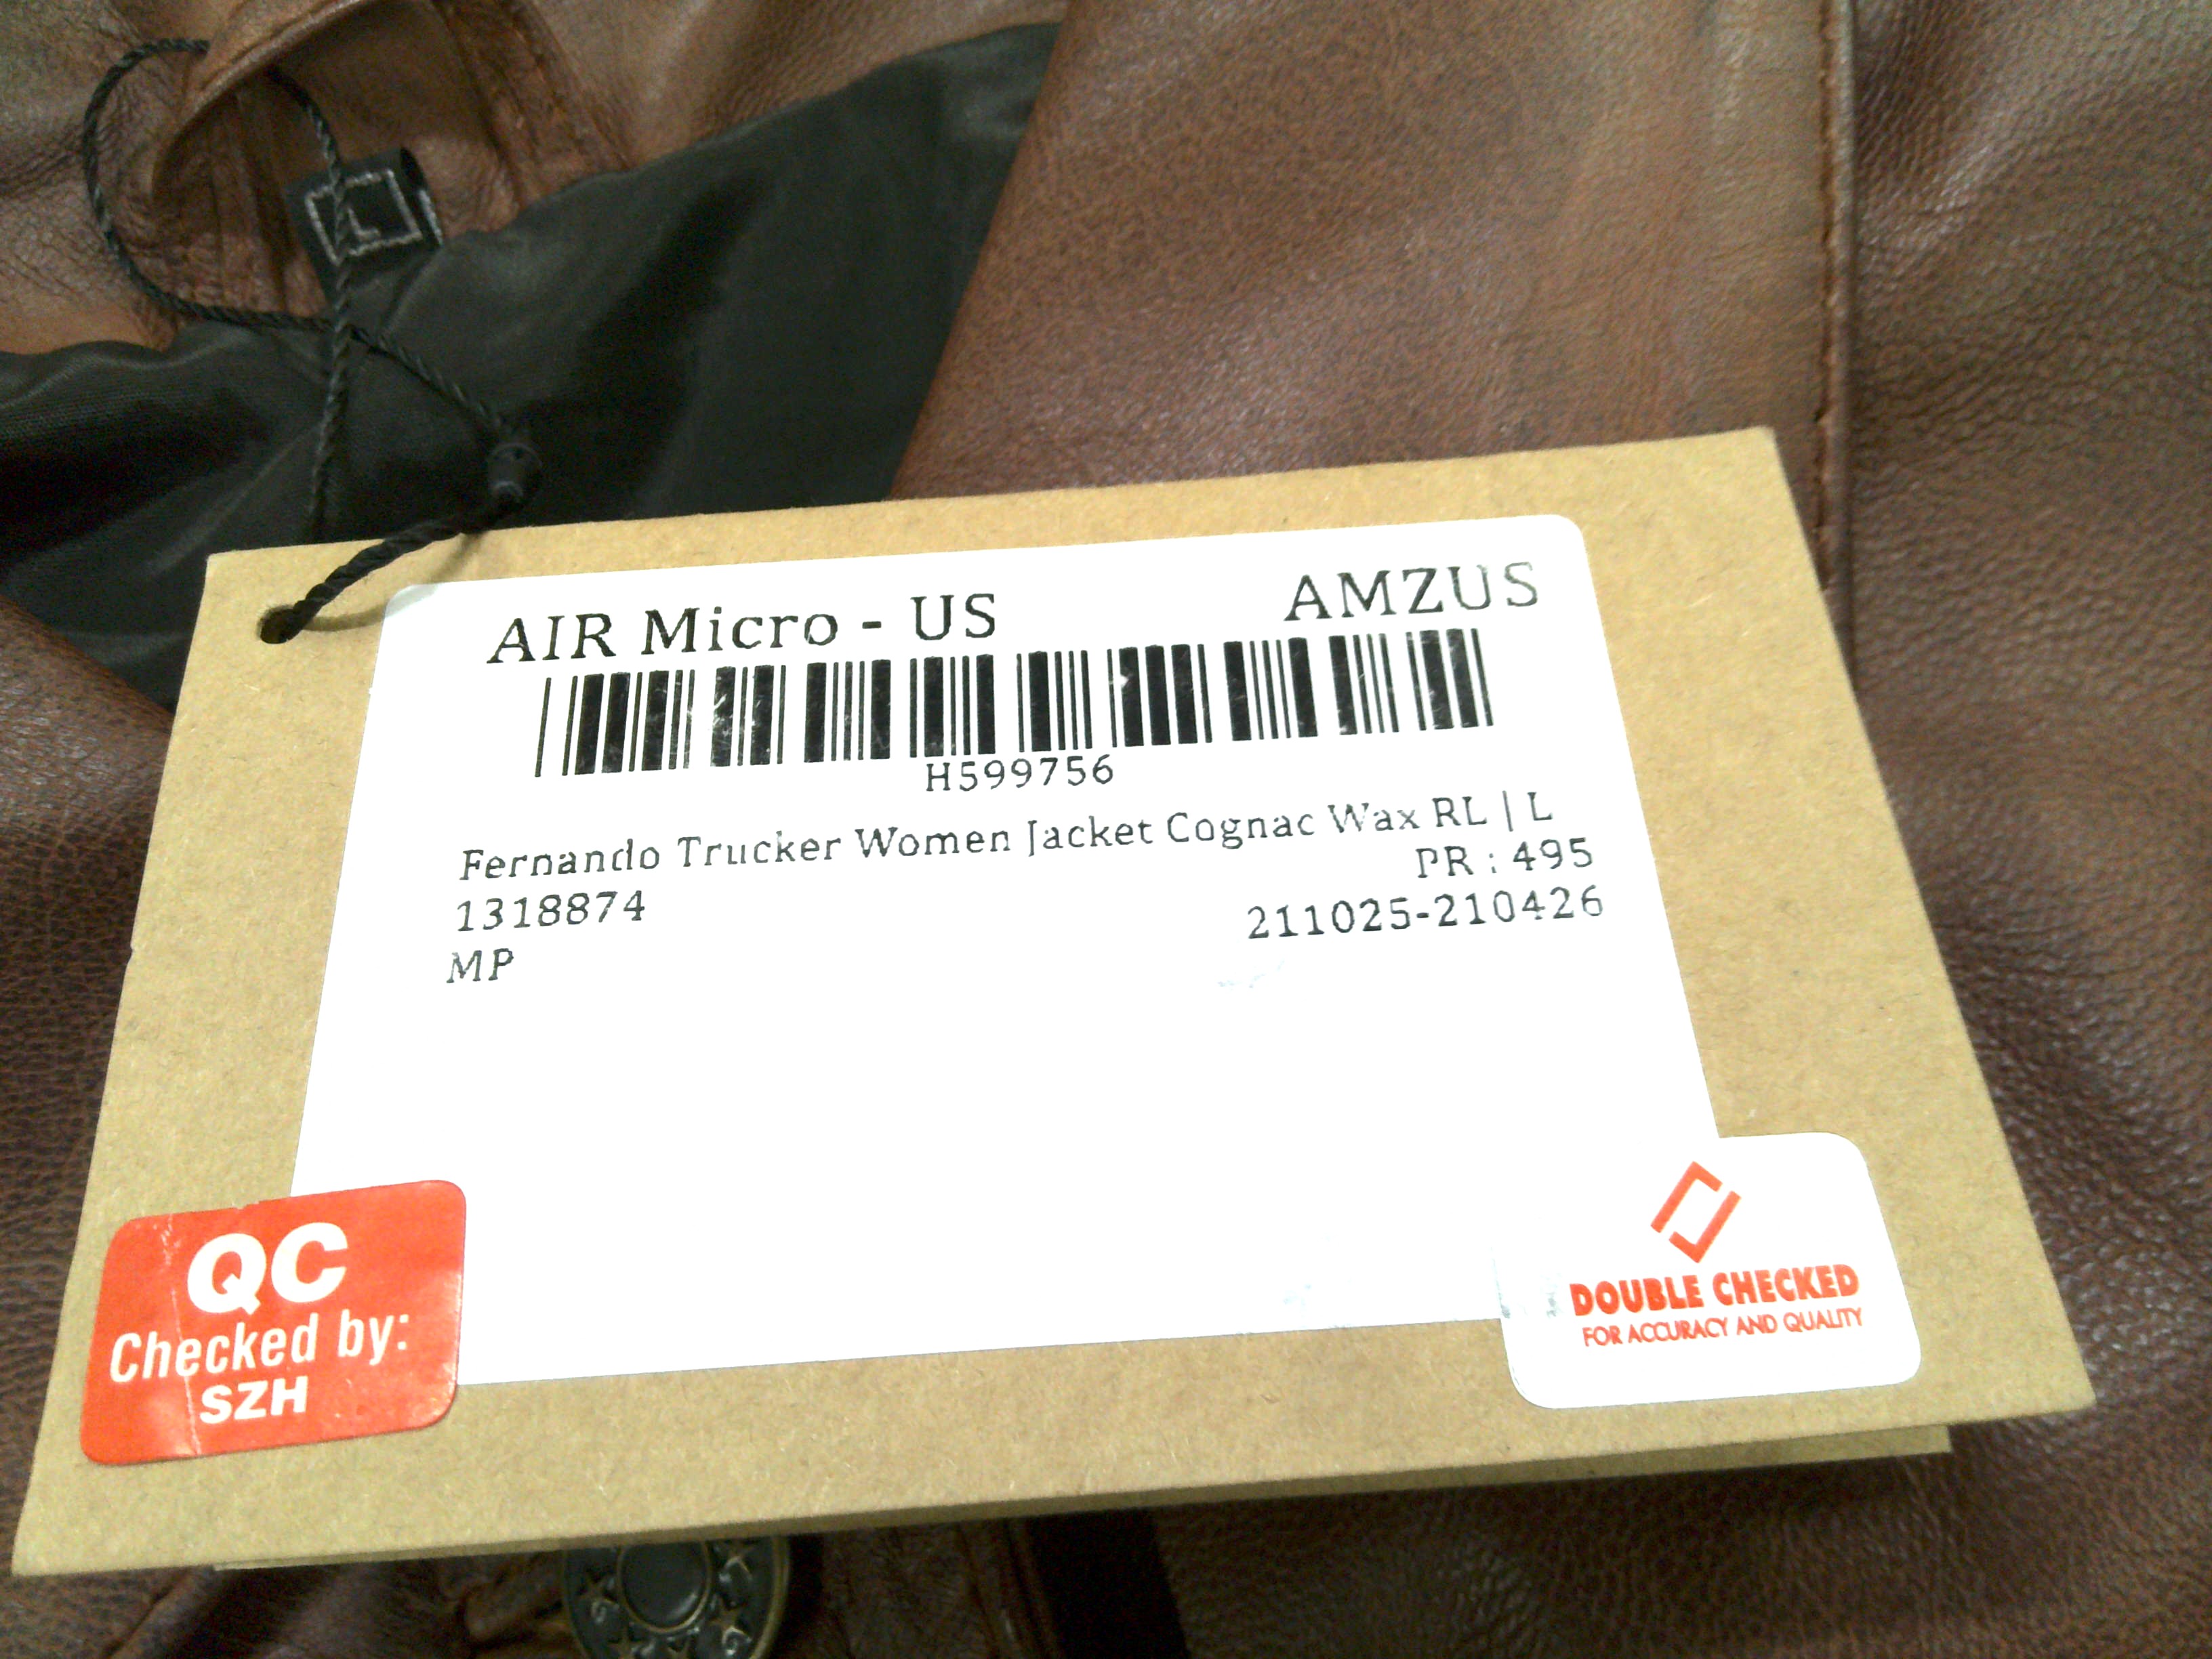 L
AIR Micro - US AMZUS
H599756
Fernando Trucker Women Jacket Cognac Wax RL | L
PR : 495
1318874
211025-210426
MP
QC
Checked by:
SZH
DOUBLE CHECKED
FOR ACCURACY AND QUALITY